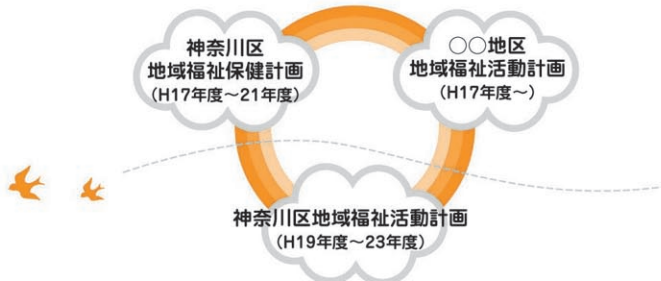 神奈川区
地域福祉保健計画
(H17年度～21年度)
○○地区
地域福祉活動計画
(H17年度～)
神奈川区地域福祉活動計画
(H19年度～23年度)